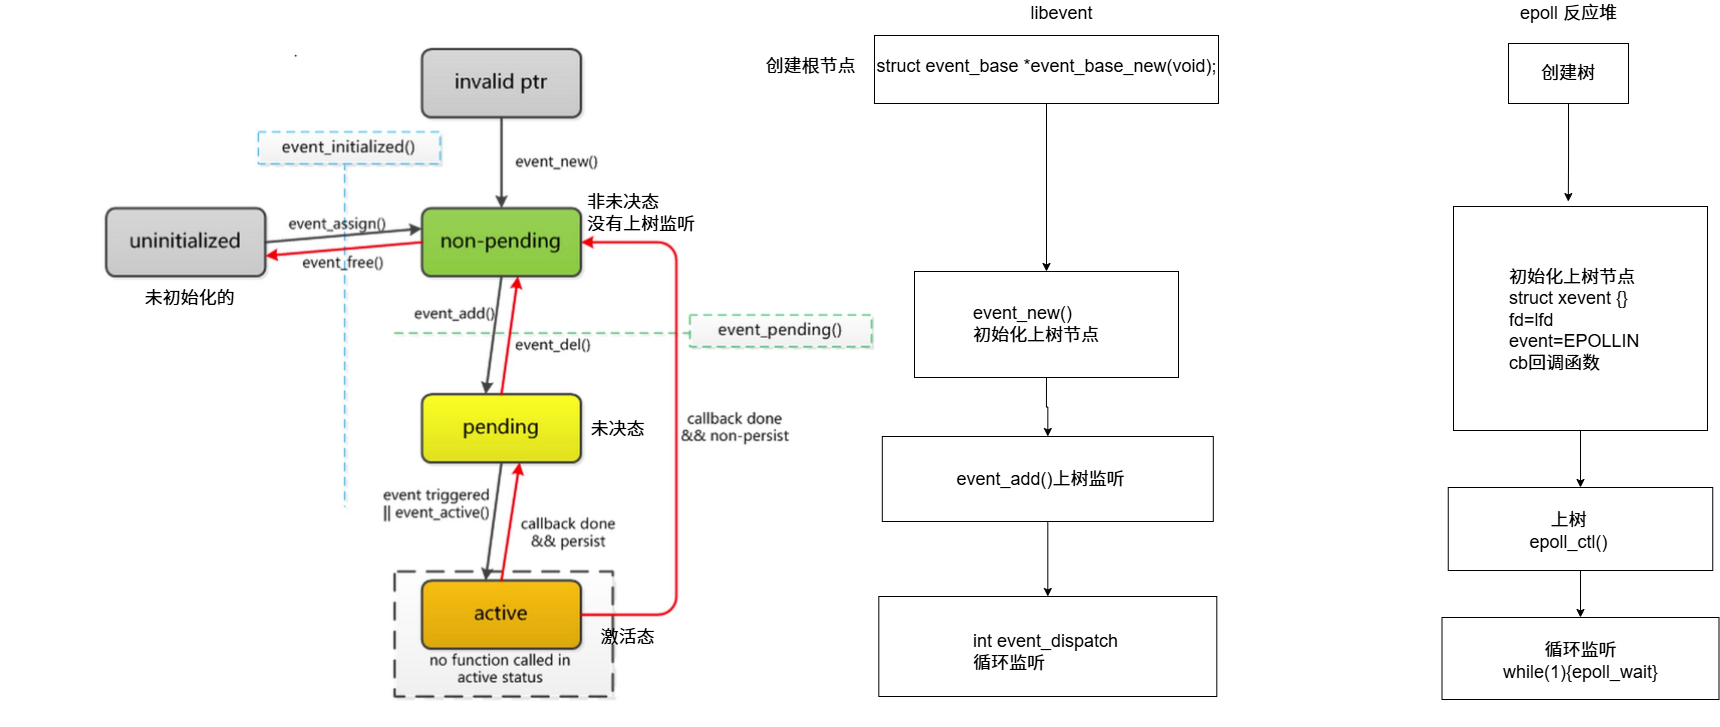 invalid ptr
event_initialized()
event_new()
非未决态
没有上树监听
event_assign()
uninitialized
non-pending
event_free()
未初始化的
event_add()
event_pending()
event_del()
pending
未决态
callback done
&& non-persist
event triggered
|| event_active()
callback done
&& persist
active
激活态
no function called in
active status
libevent
创建根节点
struct event_base *event_base_new(void);
event_new()
初始化上树节点
event_add()上树监听
int event_dispatch
循环监听
epoll 反应堆
创建树
初始化上树节点
struct xevent {}
fd=lfd
event=EPOLLIN
cb回调函数
上树
epoll_ctl()
循环监听
while(1){epoll_wait}